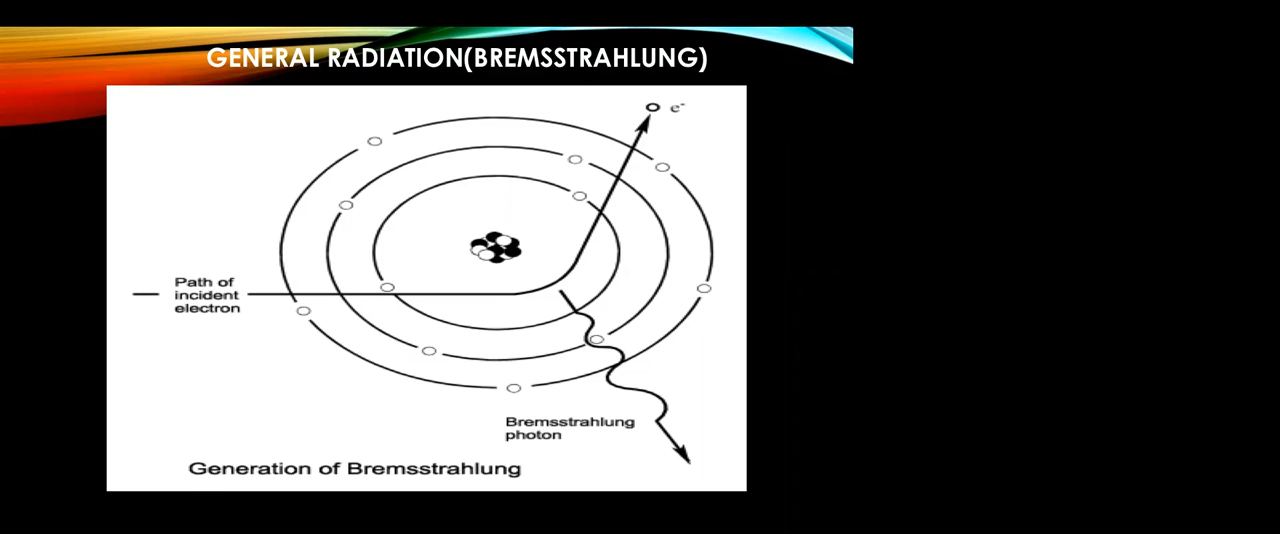 GENERAL RADIATION(BREMSSTRAHLUNG)
e-
Path of
incident
electron
Bremsstrahlung
photon
Generation of Bremsstrahlung